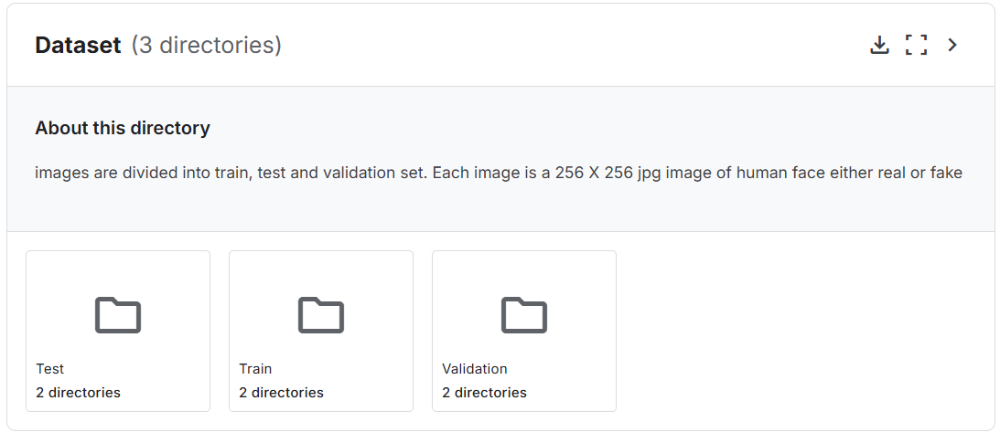 Dataset (3 directories)
About this directory
images are divided into train, test and validation set. Each image is a 256 X 256 jpg image of human face either real or fake
Test
2 directories
Train
2 directories
Validation
2 directories